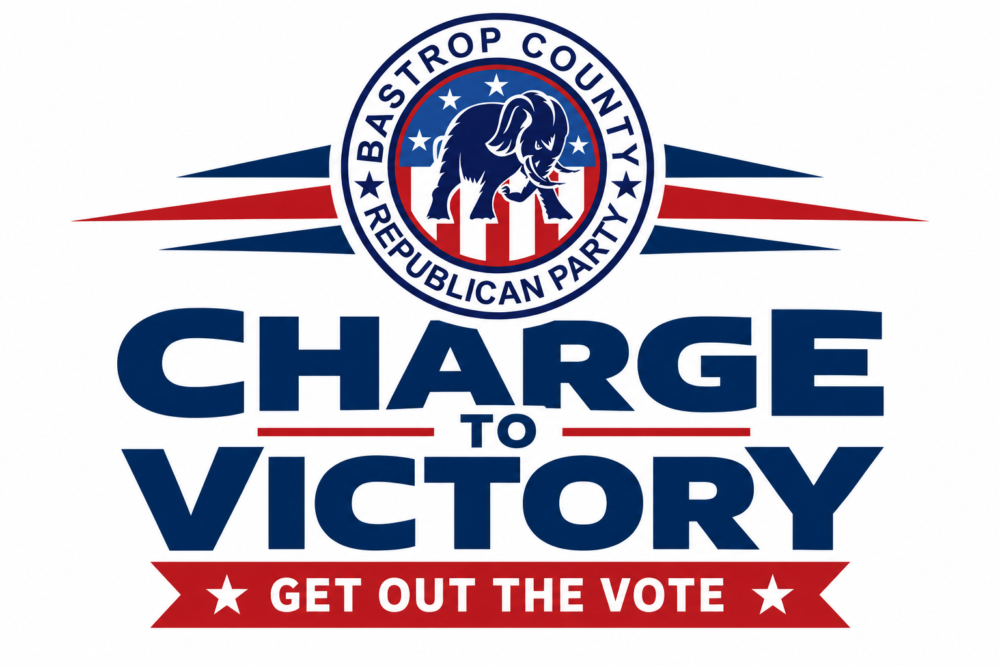 BASTROP COUNTY
REPUBLICAN PARTY
CHARGE
TO
VICTORY
GET OUT THE VOTE